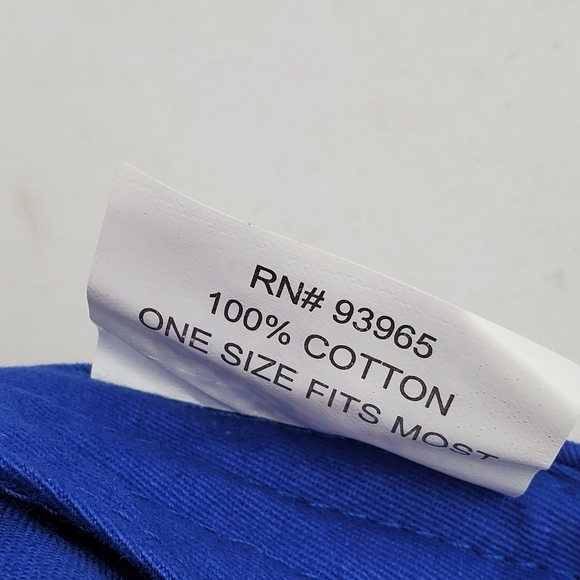 RN# 93965
100% COTTON
ONE SIZE FITS MOST